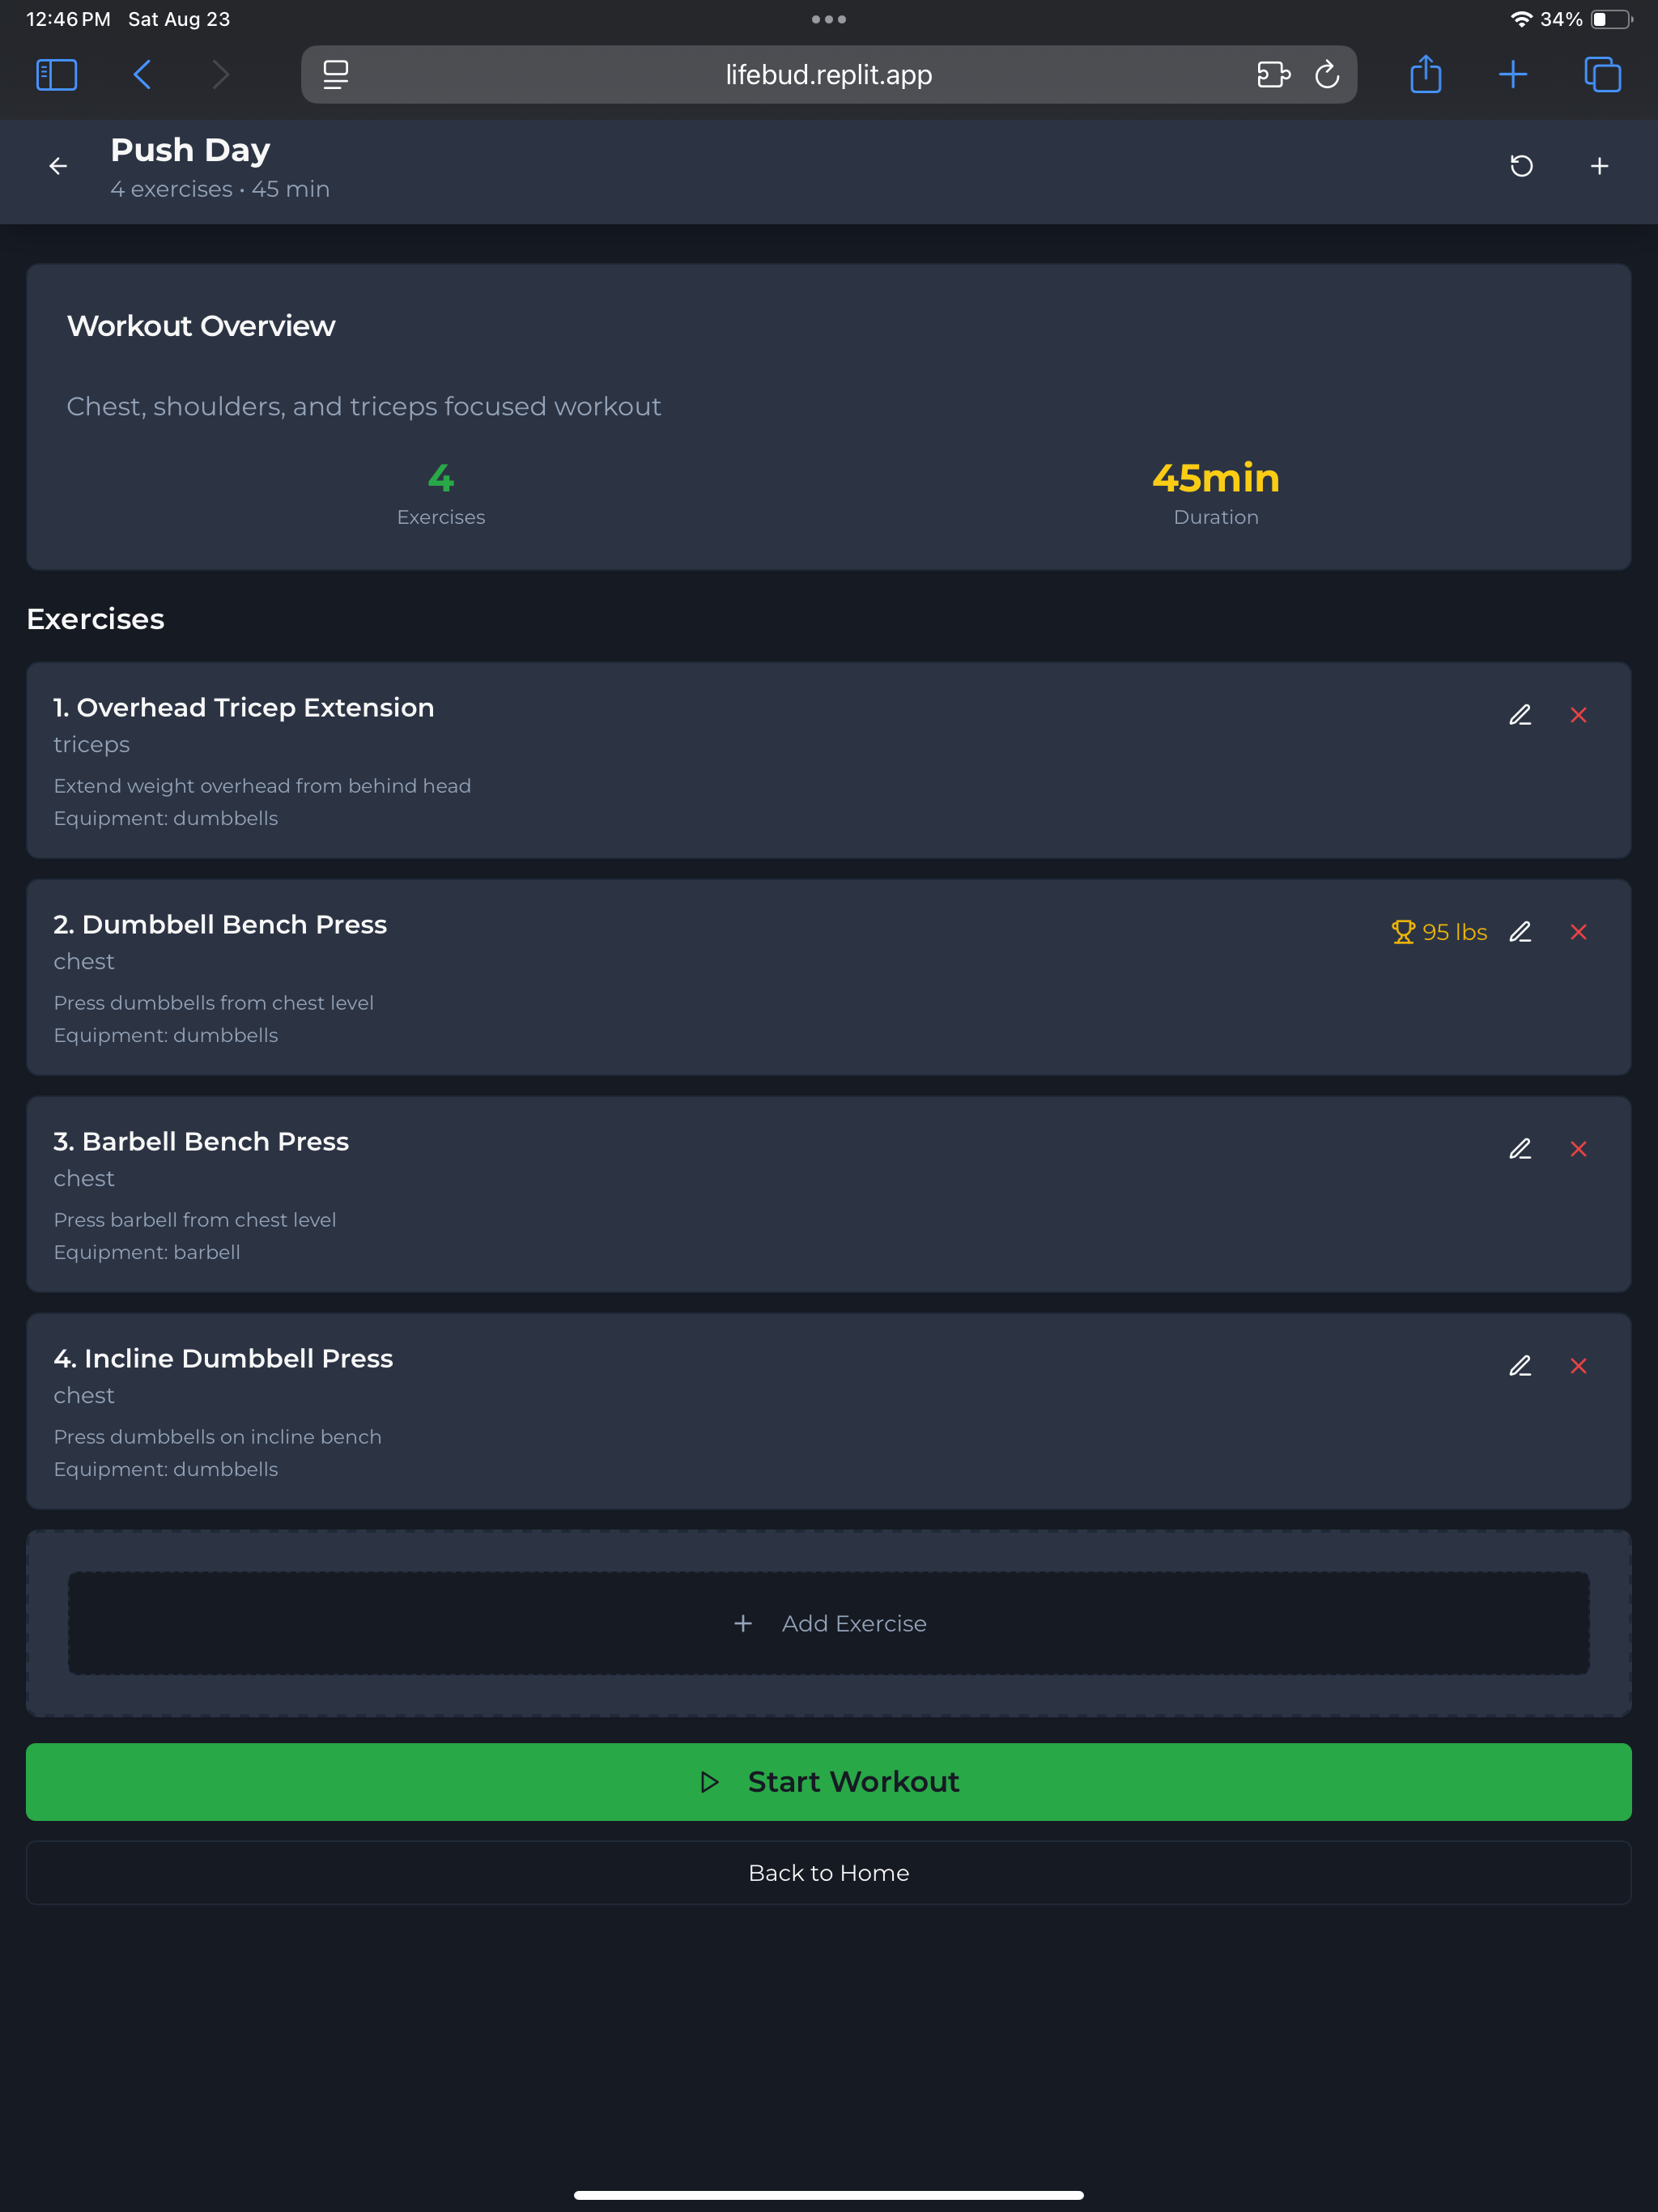 12:46 PM Sat Aug 23
34%
lifebud.replit.app
Push Day
4 exercises • 45 min
Workout Overview
Chest, shoulders, and triceps focused workout
4
Exercises
45min
Duration
Exercises
1. Overhead Tricep Extension
triceps
Extend weight overhead from behind head
Equipment: dumbbells
2. Dumbbell Bench Press
95 lbs
chest
Press dumbbells from chest level
Equipment: dumbbells
3. Barbell Bench Press
chest
Press barbell from chest level
Equipment: barbell
4. Incline Dumbbell Press
chest
Press dumbbells on incline bench
Equipment: dumbbells
Add Exercise
Start Workout
Back to Home